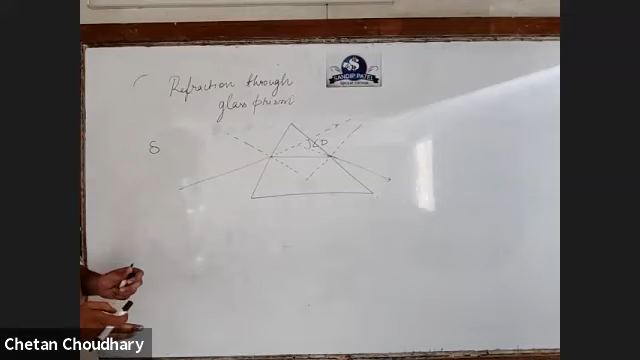 Refraction through
glass prism
SANDIP PATEL
∠D
δ
Chetan Choudhary